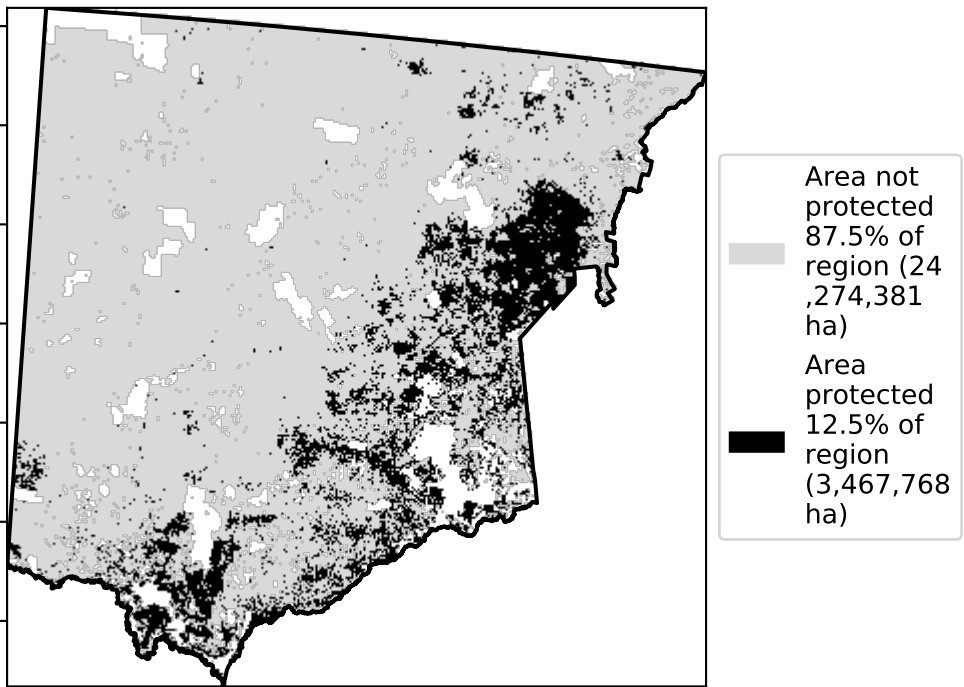 Area not
protected
87.5% of
region (24
,274,381
ha)
Area
protected
12.5% of
region
(3,467,768
ha)